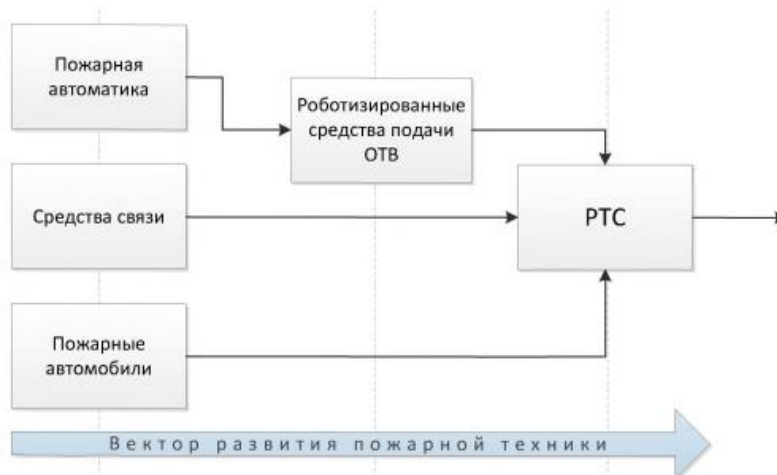 Пожарная
автоматика
Роботизированные
средства подачи
ОТВ
Средства связи
РТС
Пожарные
автомобили
Вектор развития пожарной техники